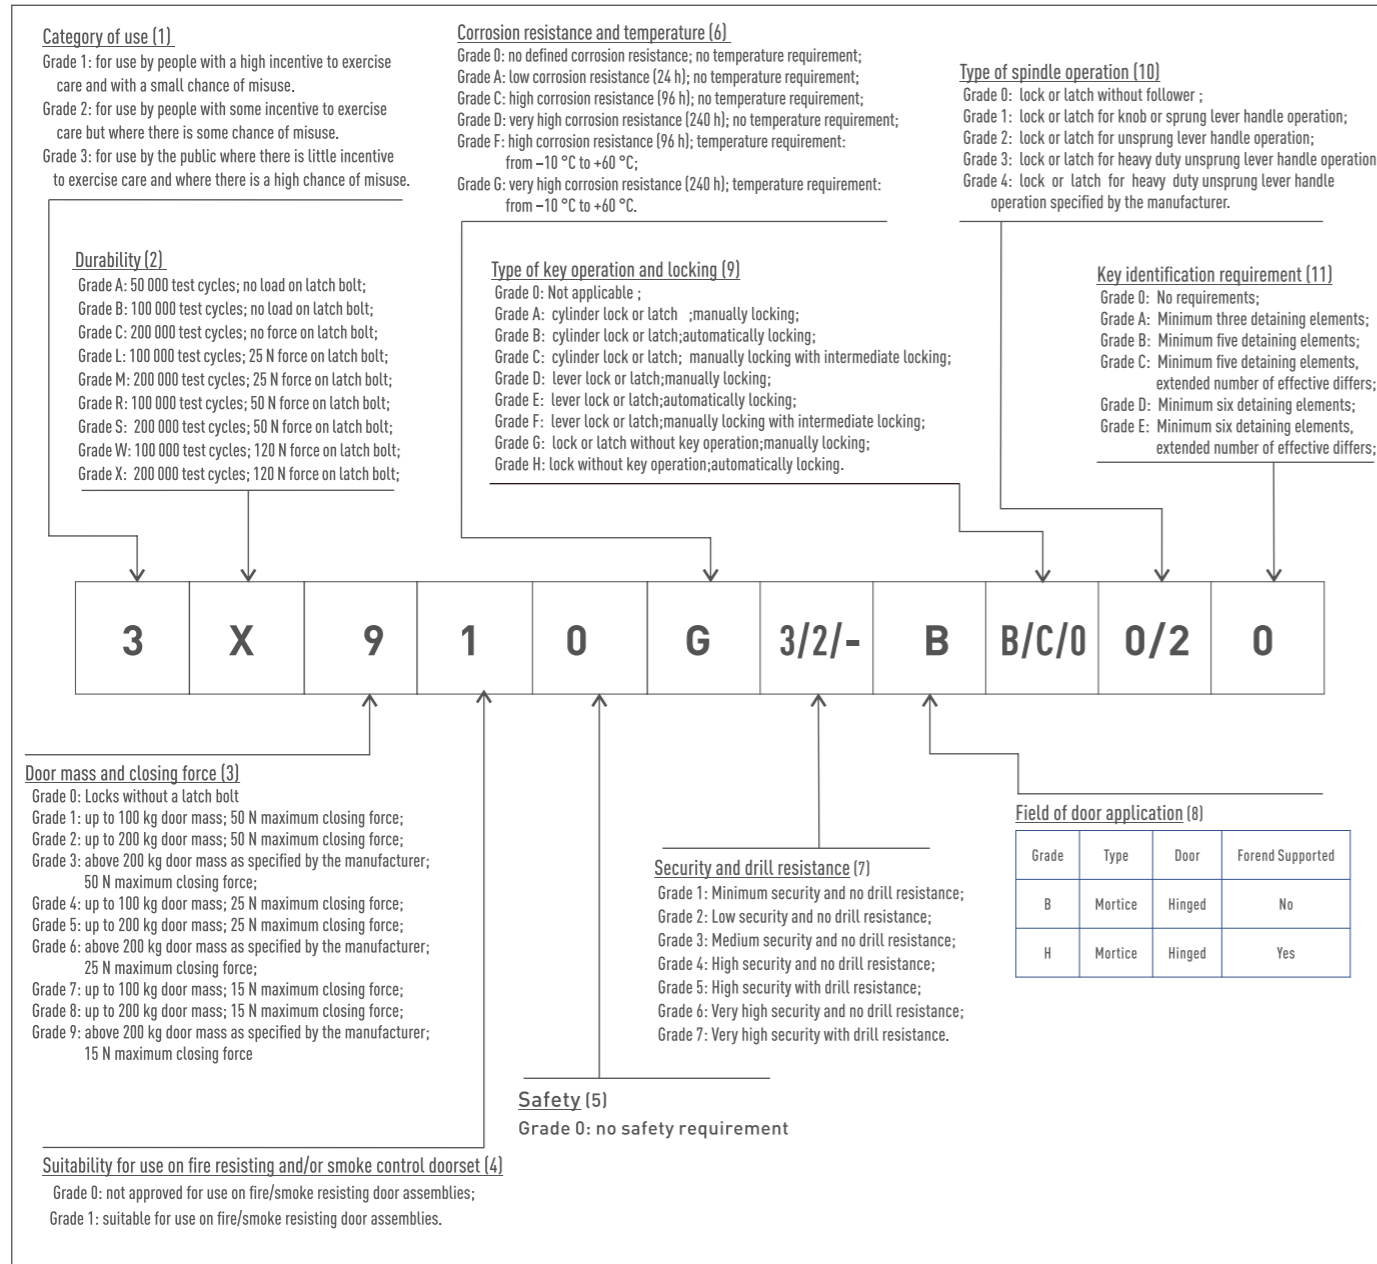 Category of use (1)
Grade 1: for use by people with a high incentive to exercise
care and with a small chance of misuse.
Grade 2: for use by people with some incentive to exercise
care but where there is some chance of misuse.
Grade 3: for use by the public where there is little incentive
to exercise care and where there is a high chance of misuse.
Corrosion resistance and temperature (6)
Grade 0: no defined corrosion resistance; no temperature requirement;
Grade A: low corrosion resistance (24 h); no temperature requirement;
Grade C: high corrosion resistance (96 h); no temperature requirement;
Grade D: very high corrosion resistance (240 h); no temperature requirement;
Grade F: high corrosion resistance (96 h); temperature requirement:
from –10 °C to +60 °C;
Grade G: very high corrosion resistance (240 h); temperature requirement:
from –10 °C to +60 °C.
Type of spindle operation (10)
Grade 0: lock or latch without follower ;
Grade 1: lock or latch for knob or sprung lever handle operation;
Grade 2: lock or latch for unsprung lever handle operation;
Grade 3: lock or latch for heavy duty unsprung lever handle operation
Grade 4: lock or latch for heavy duty unsprung lever handle
operation specified by the manufacturer.
Durability (2)
Grade A: 50 000 test cycles; no load on latch bolt;
Grade B: 100 000 test cycles; no load on latch bolt;
Grade C: 200 000 test cycles; no force on latch bolt;
Grade L: 100 000 test cycles; 25 N force on latch bolt;
Grade M: 200 000 test cycles; 25 N force on latch bolt;
Grade R: 100 000 test cycles; 50 N force on latch bolt;
Grade S: 200 000 test cycles; 50 N force on latch bolt;
Grade W: 100 000 test cycles; 120 N force on latch bolt;
Grade X: 200 000 test cycles; 120 N force on latch bolt;
Type of key operation and locking (9)
Grade 0: Not applicable ;
Grade A: cylinder lock or latch ;manually locking;
Grade B: cylinder lock or latch;automatically locking;
Grade C: cylinder lock or latch; manually locking with intermediate locking;
Grade D: lever lock or latch;manually locking;
Grade E: lever lock or latch;automatically locking;
Grade F: lever lock or latch;manually locking with intermediate locking;
Grade G: lock or latch without key operation;manually locking;
Grade H: lock without key operation;automatically locking.
Key identification requirement (11)
Grade 0: No requirements;
Grade A: Minimum three detaining elements;
Grade B: Minimum five detaining elements;
Grade C: Minimum five detaining elements,
extended number of effective differs;
Grade D: Minimum six detaining elements;
Grade E: Minimum six detaining elements,
extended number of effective differs;
3 X 9 1 0 G 3/2/- B B/C/0 0/2 0
Door mass and closing force (3)
Grade 0: Locks without a latch bolt
Grade 1: up to 100 kg door mass; 50 N maximum closing force;
Grade 2: up to 200 kg door mass; 50 N maximum closing force;
Grade 3: above 200 kg door mass as specified by the manufacturer;
50 N maximum closing force;
Grade 4: up to 100 kg door mass; 25 N maximum closing force;
Grade 5: up to 200 kg door mass; 25 N maximum closing force;
Grade 6: above 200 kg door mass as specified by the manufacturer;
25 N maximum closing force;
Grade 7: up to 100 kg door mass; 15 N maximum closing force;
Grade 8: up to 200 kg door mass; 15 N maximum closing force;
Grade 9: above 200 kg door mass as specified by the manufacturer;
15 N maximum closing force
Security and drill resistance (7)
Grade 1: Minimum security and no drill resistance;
Grade 2: Low security and no drill resistance;
Grade 3: Medium security and no drill resistance;
Grade 4: High security and no drill resistance;
Grade 5: High security with drill resistance;
Grade 6: Very high security and no drill resistance;
Grade 7: Very high security with drill resistance.
Field of door application (8)
Grade Type Door Forend Supported
B Mortice Hinged No
H Mortice Hinged Yes
Safety (5)
Grade 0: no safety requirement
Suitability for use on fire resisting and/or smoke control doorset (4)
Grade 0: not approved for use on fire/smoke resisting door assemblies;
Grade 1: suitable for use on fire/smoke resisting door assemblies.